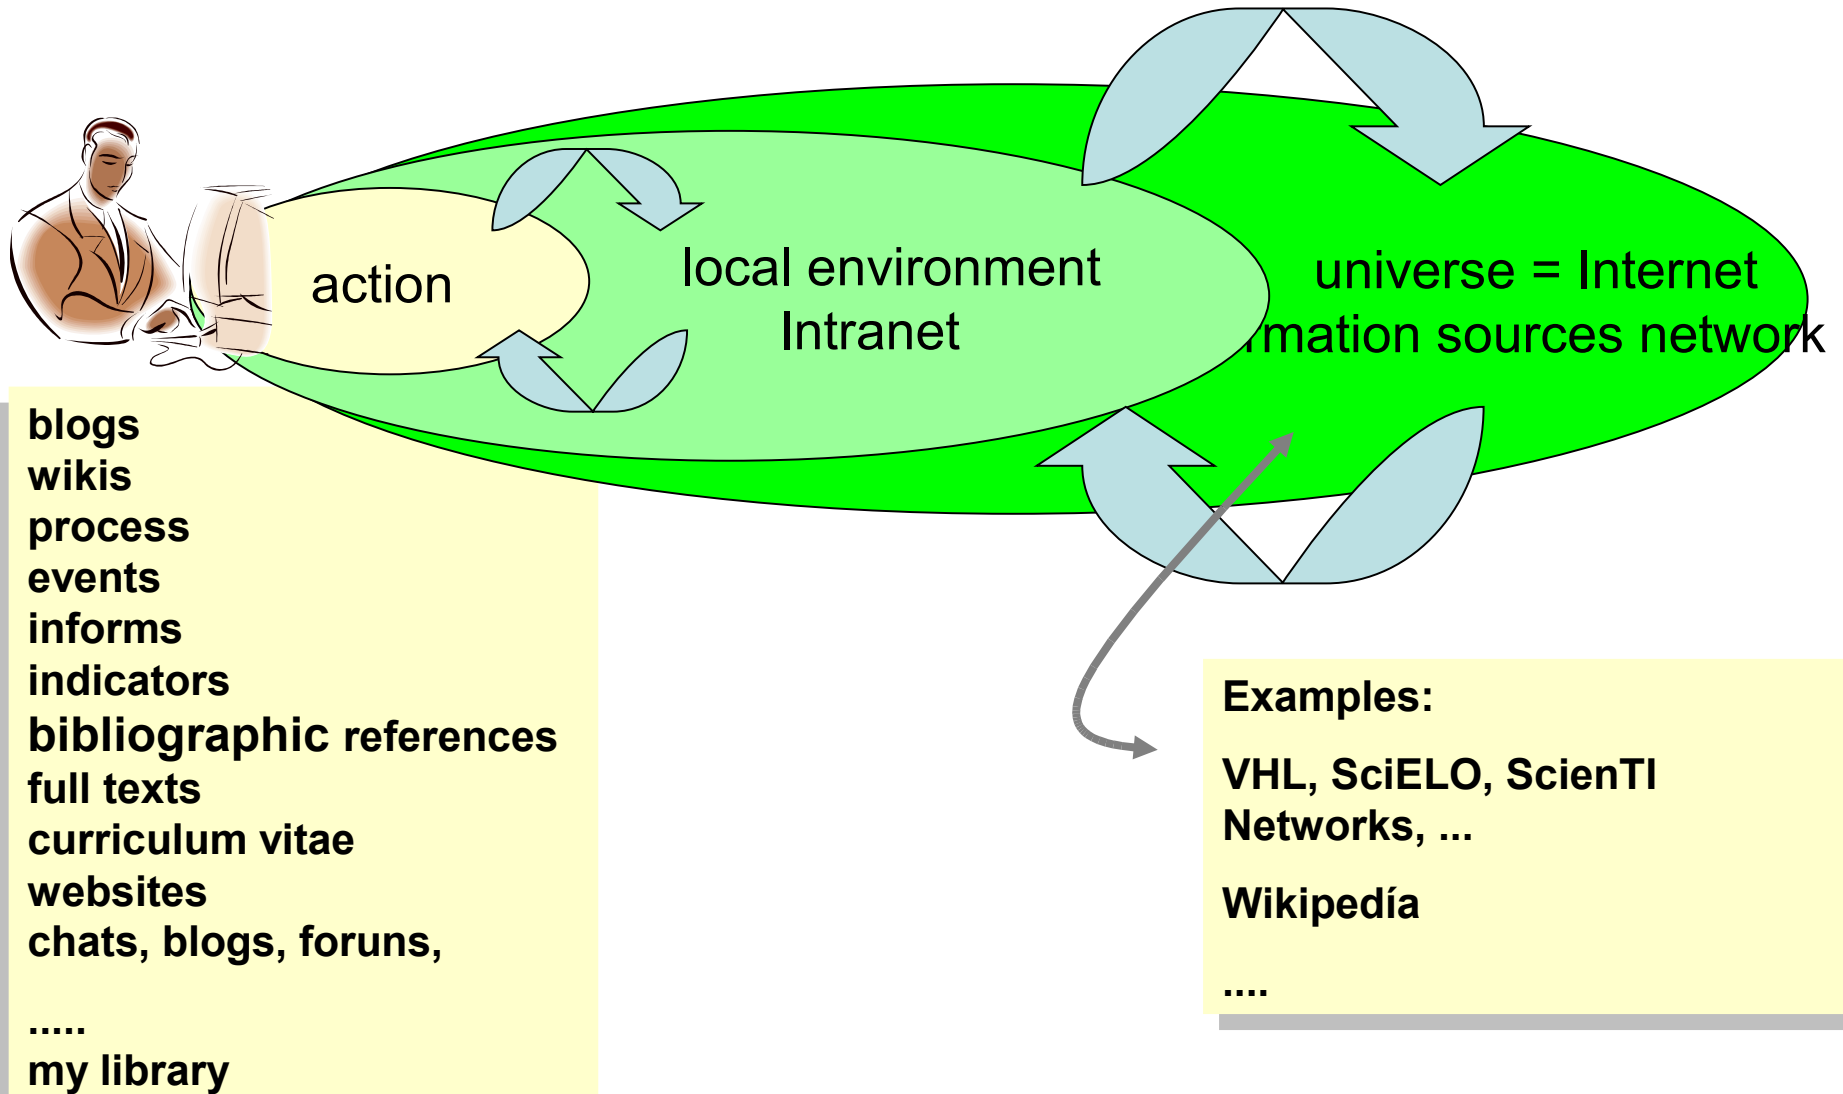 action
local environment
Intranet
universe = Internet
rmation sources network
blogs
wikis
process
events
informs
indicators
bibliographic references
full texts
curriculum vitae
websites
chats, blogs, foruns,
.....
my library
Examples:
VHL, SciELO, ScienTI
Networks, ...
Wikipedía
....